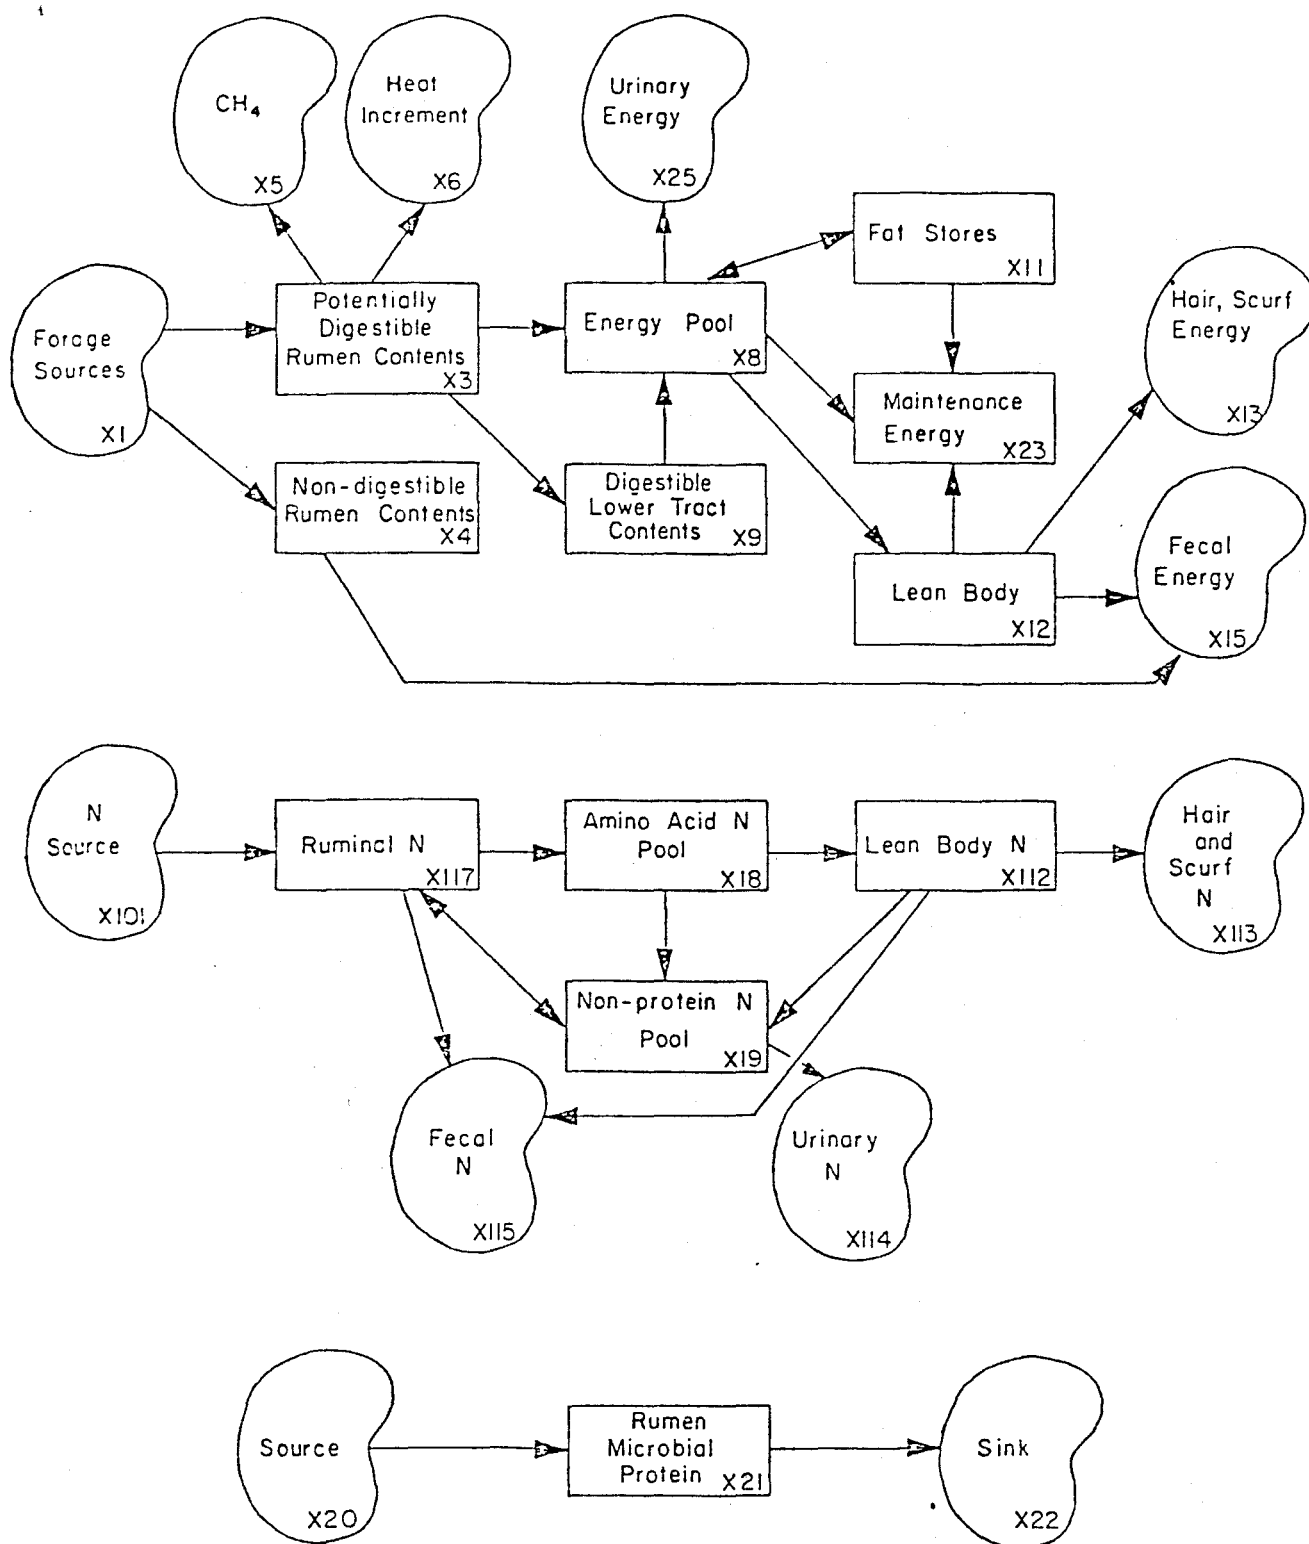 CH₄
X5
Heat
Increment
X6
Urinary
Energy
X25
Fat Stores
X11
Hair, Scurf
Energy
X13
Forage
Sources
X1
Potentially
Digestible
Rumen Contents
X3
Energy Pool
X8
Maintenance
Energy
X23
Non-digestible
Rumen Contents
X4
Digestible
Lower Tract
Contents
X9
Lean Body
X12
Fecal
Energy
X15
N
Source
X101
Ruminal N
X117
Amino Acid N
Pool
X18
Lean Body N
X112
Hair
and
Scurf
N
X113
Non-protein N
Pool
X19
Fecal
N
X115
Urinary
N
X114
Source
X20
Rumen
Microbial
Protein
X21
Sink
X22